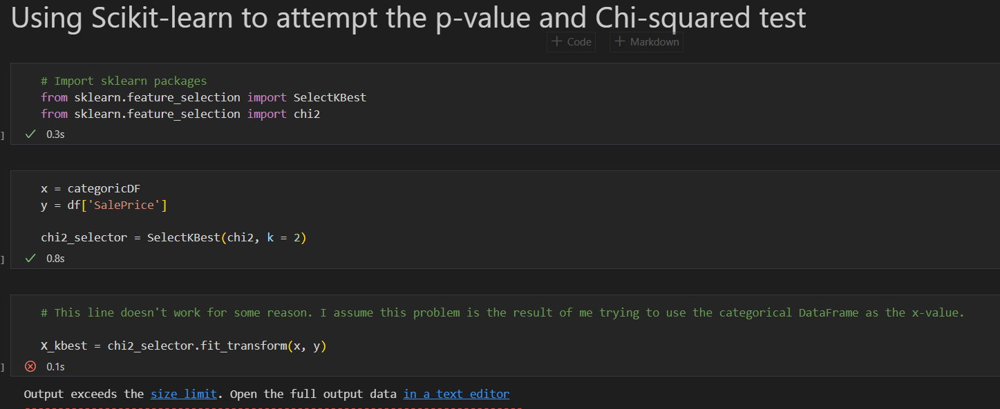 Using Scikit-learn to attempt the p-value and Chi-squared test
+ Code + Markdown
# Import sklearn packages
from sklearn.feature_selection import SelectKBest
from sklearn.feature_selection import chi2
] ✓ 0.3s
x = categoricDF
y = df['SalePrice']
chi2_selector = SelectKBest(chi2, k = 2)
] ✓ 0.8s
# This line doesn't work for some reason. I assume this problem is the result of me trying to use the categorical DataFrame as the x-value.
X_kbest = chi2_selector.fit_transform(x, y)
] 0.1s
Output exceeds the size limit. Open the full output data in a text editor